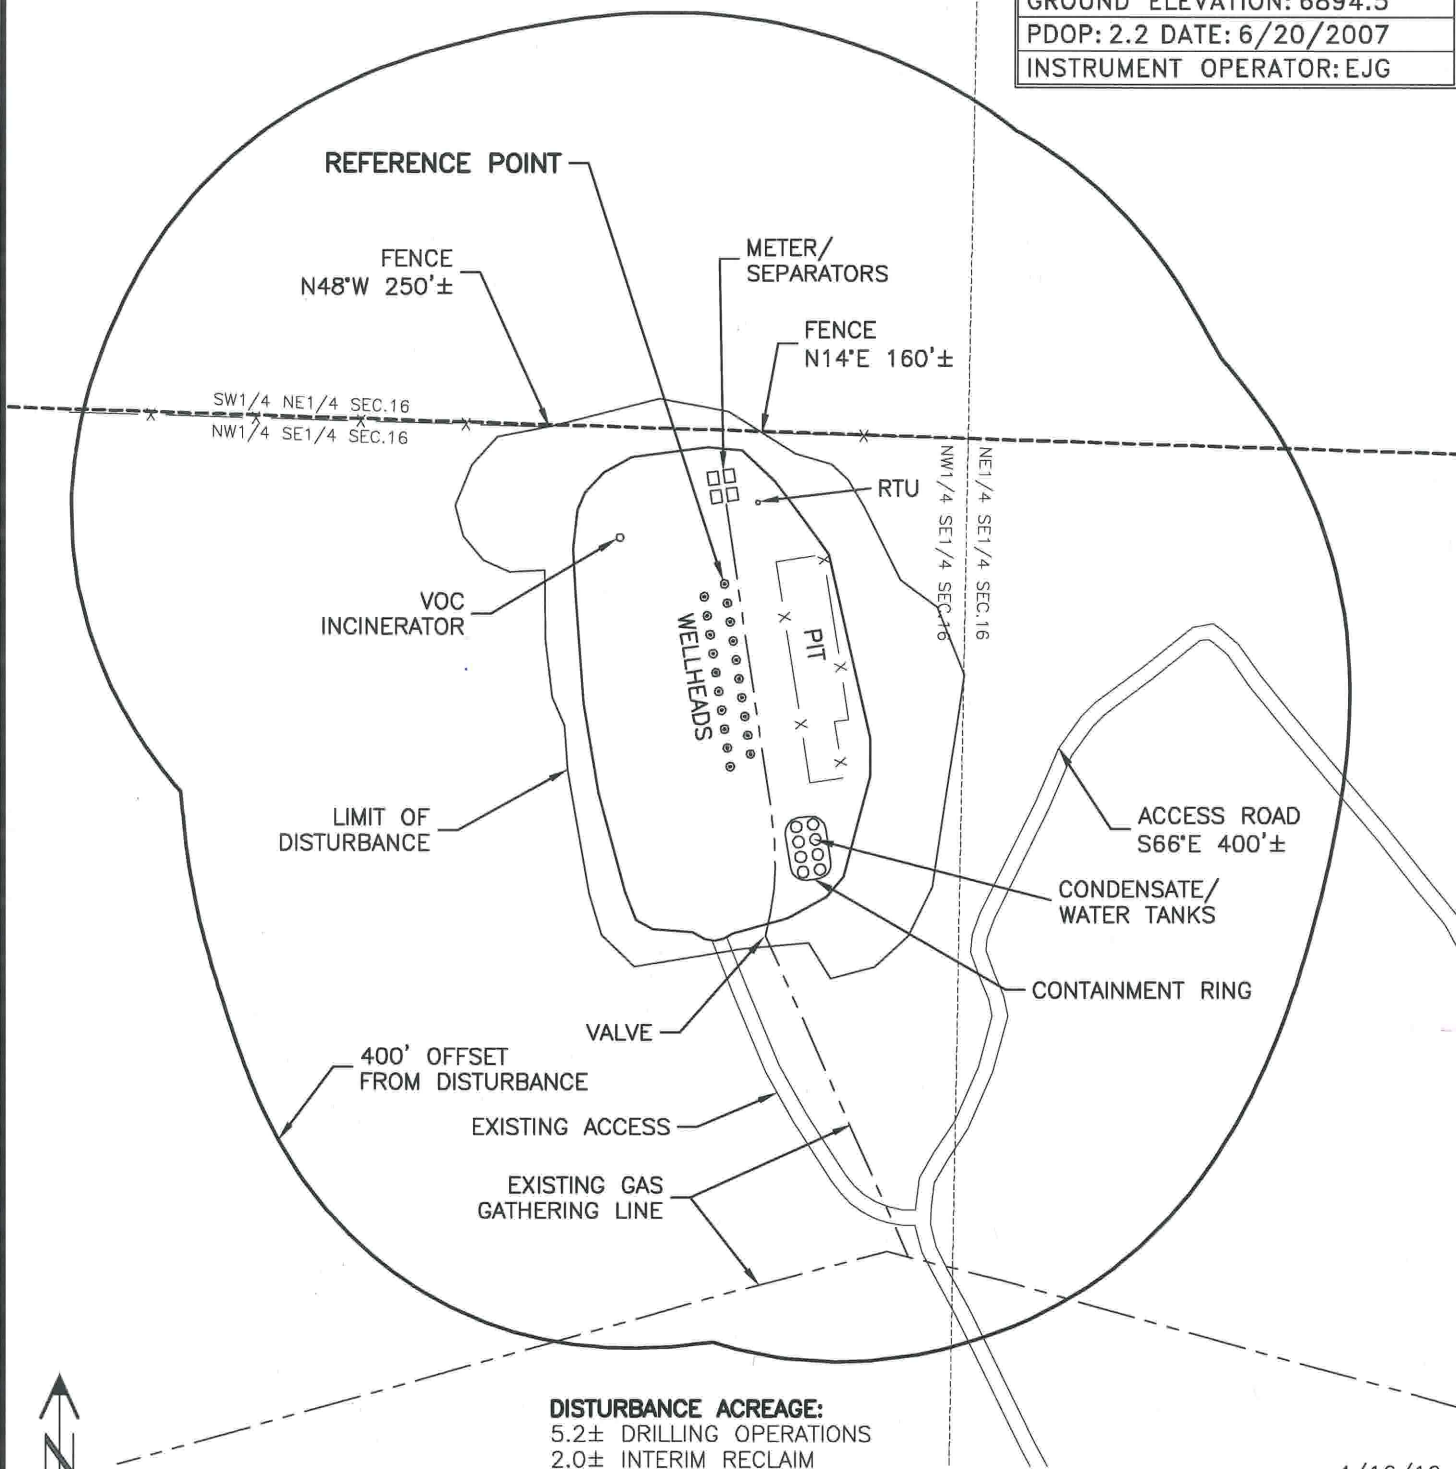 GROUND ELEVATION: 6894.5
PDOP: 2.2 DATE: 6/20/2007
INSTRUMENT OPERATOR: EJG
REFERENCE POINT
FENCE
N48°W 250'±
METER/
SEPARATORS
FENCE
N14°E 160'±
SW1/4 NE1/4 SEC.16
NW1/4 SE1/4 SEC.16
NW1/4 SE1/4 SEC.16
NE1/4 SE1/4 SEC.16
RTU
VOC
INCINERATOR
WELLHEADS
PIT
LIMIT OF
DISTURBANCE
ACCESS ROAD
S66°E 400'±
CONDENSATE/
WATER TANKS
CONTAINMENT RING
VALVE
400' OFFSET
FROM DISTURBANCE
EXISTING ACCESS
EXISTING GAS
GATHERING LINE
N
DISTURBANCE ACREAGE:
5.2± DRILLING OPERATIONS
2.0± INTERIM RECLAIM